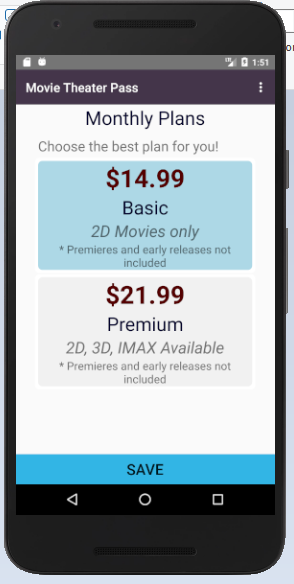 1:51
Movie Theater Pass
Monthly Plans
Choose the best plan for you!
$14.99
Basic
2D Movies only
* Premieres and early releases not
included
$21.99
Premium
2D, 3D, IMAX Available
* Premieres and early releases not
included
SAVE